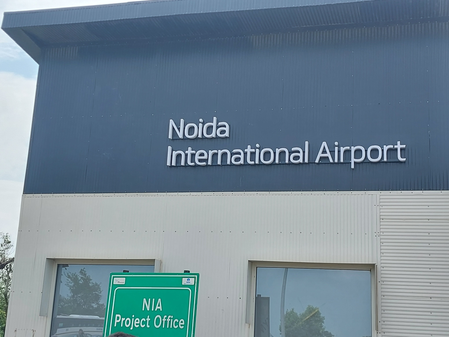 Noida
International Airport
NIA
Project Office